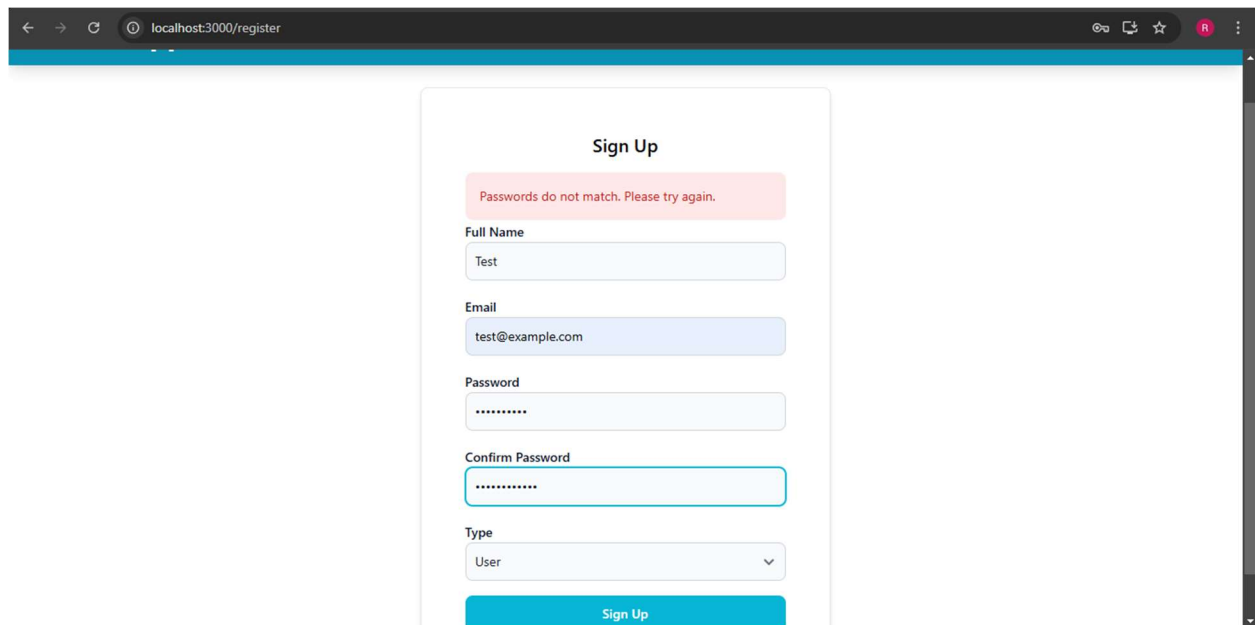 localhost:3000/register
R
Sign Up
Passwords do not match. Please try again.
Full Name
Test
Email
test@example.com
Password
••••••••••
Confirm Password
••••••••••••
Type
User
Sign Up